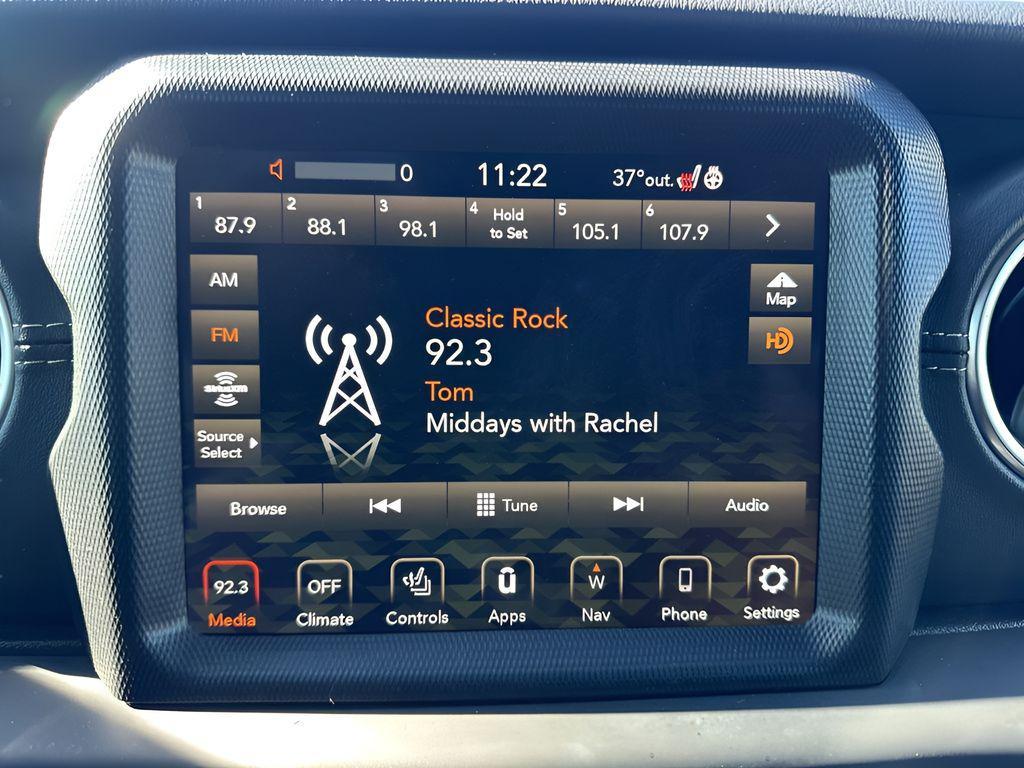 0
11:22
37°out.
1
87.9
2
88.1
3
98.1
4
Hold
to Set
5
105.1
6
107.9
AM
Map
Classic Rock
FM
HD
92.3
Tom
siriusxm
Middays with Rachel
Source
Select
Browse
Tune
Audio
92.3
OFF
W
Media
Climate
Controls
Apps
Nav
Phone
Settings